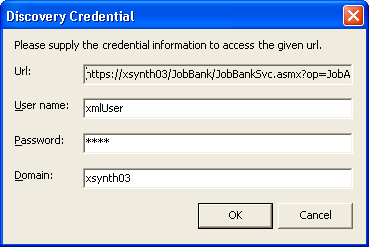 Discovery Credential
Please supply the credential information to access the given url.
Url: https://xsynth03/JobBank/JobBankSvc.asmx?op=JobA
User name: xmlUser
Password: ****
Domain: xsynth03
OK Cancel